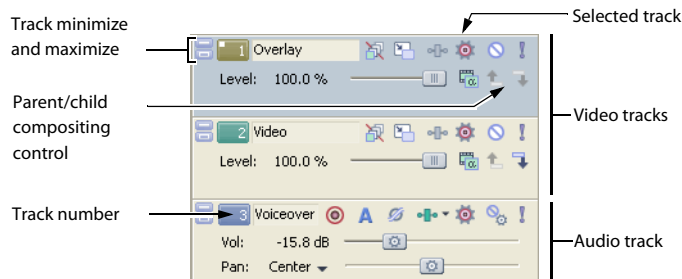 Track minimize
and maximize
Parent/child
compositing
control
Track number
1 Overlay
Level: 100.0 %
2 Video
Level: 100.0 %
3 Voiceover
Vol: -15.8 dB
Pan: Center
Selected track
Video tracks
Audio track